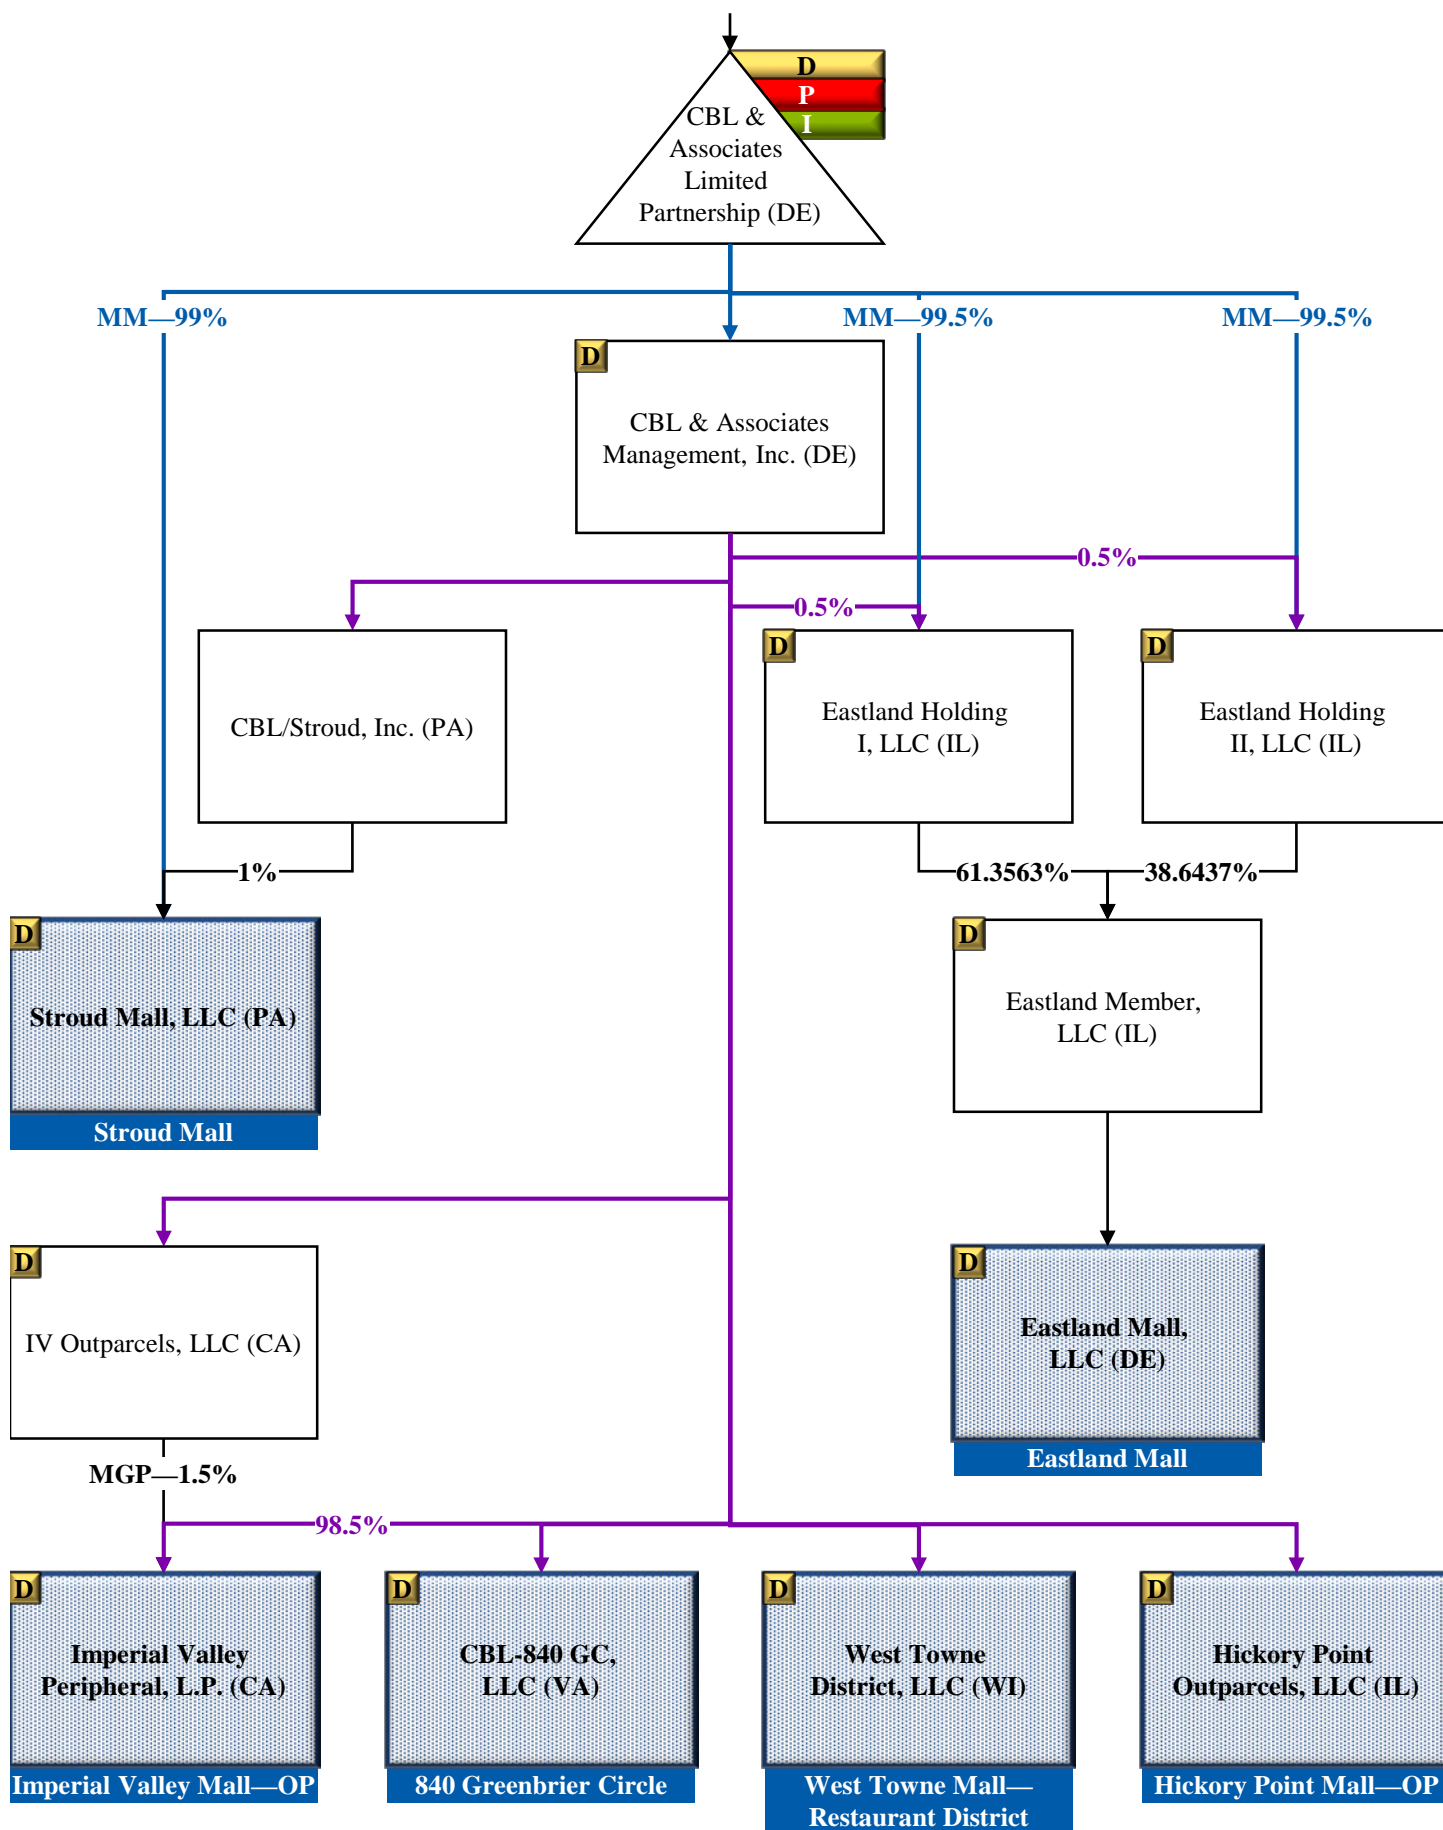 D
P
I
CBL &
Associates
Limited
Partnership (DE)
MM—99%
MM—99.5%
MM—99.5%
D
CBL & Associates
Management, Inc. (DE)
0.5%
0.5%
CBL/Stroud, Inc. (PA)
D
Eastland Holding
I, LLC (IL)
D
Eastland Holding
II, LLC (IL)
1%
61.3563%
38.6437%
D
Stroud Mall, LLC (PA)
Stroud Mall
D
Eastland Member,
LLC (IL)
D
IV Outparcels, LLC (CA)
D
Eastland Mall,
LLC (DE)
Eastland Mall
MGP—1.5%
98.5%
D
Imperial Valley
Peripheral, L.P. (CA)
Imperial Valley Mall—OP
D
CBL-840 GC,
LLC (VA)
840 Greenbrier Circle
D
West Towne
District, LLC (WI)
West Towne Mall—
Restaurant District
D
Hickory Point
Outparcels, LLC (IL)
Hickory Point Mall—OP